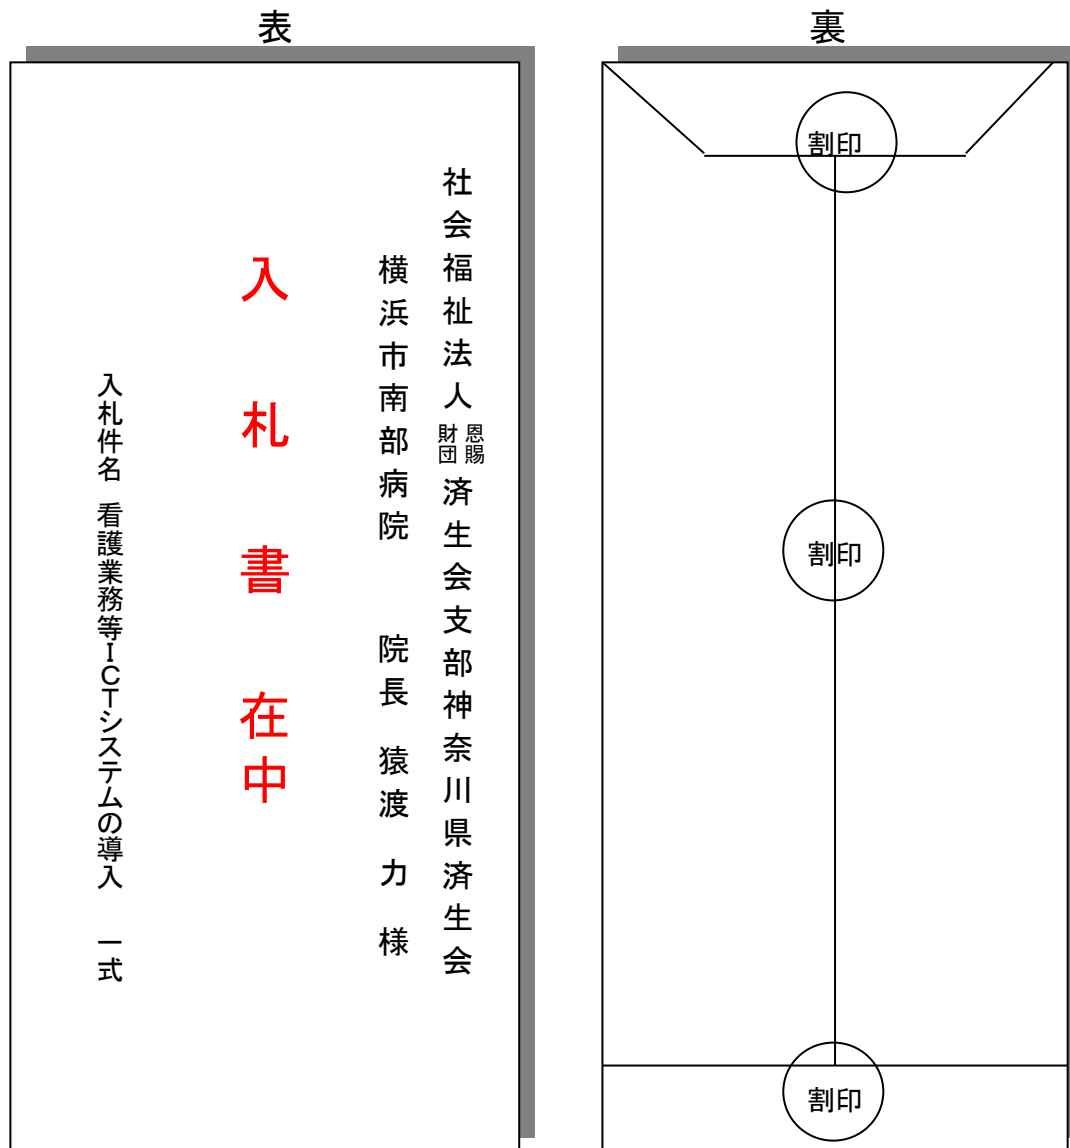 表
社会福祉法人恩賜財団済生会支部神奈川県済生会
横浜市南部病院　院長 猿渡 力 様
入札書在中
入札件名 看護業務等ICTシステムの導入 一式
裏
割印
割印
割印